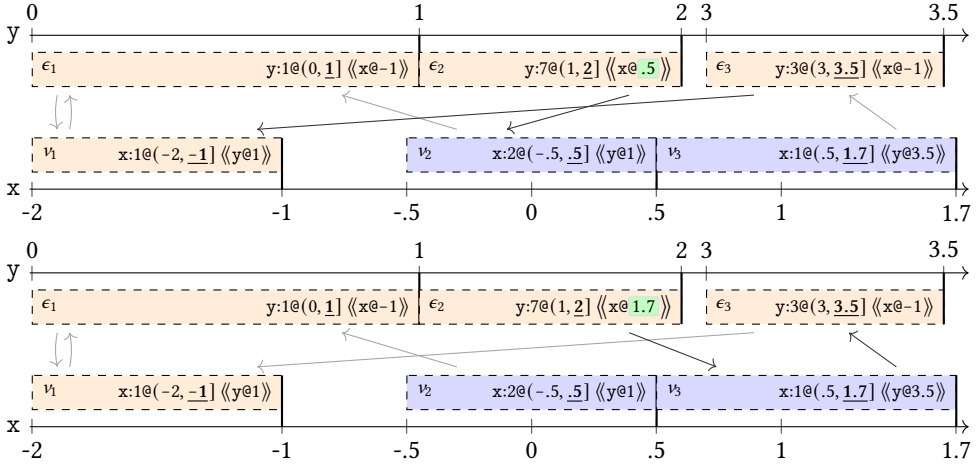 0 1 2 3 3.5
y
ϵ1 y:1@(0, 1] ⟪x@-1⟫ ϵ2 y:7@(1, 2] ⟪x@.5⟫ ϵ3 y:3@(3, 3.5] ⟪x@-1⟫
ν1 x:1@(-2, -1] ⟪y@1⟫ ν2 x:2@(-.5, .5] ⟪y@1⟫ ν3 x:1@(.5, 1.7] ⟪y@3.5⟫
x
-2 -1 -.5 0 .5 1 1.7
0 1 2 3 3.5
y
ϵ1 y:1@(0, 1] ⟪x@-1⟫ ϵ2 y:7@(1, 2] ⟪x@1.7⟫ ϵ3 y:3@(3, 3.5] ⟪x@-1⟫
ν1 x:1@(-2, -1] ⟪y@1⟫ ν2 x:2@(-.5, .5] ⟪y@1⟫ ν3 x:1@(.5, 1.7] ⟪y@3.5⟫
x
-2 -1 -.5 0 .5 1 1.7